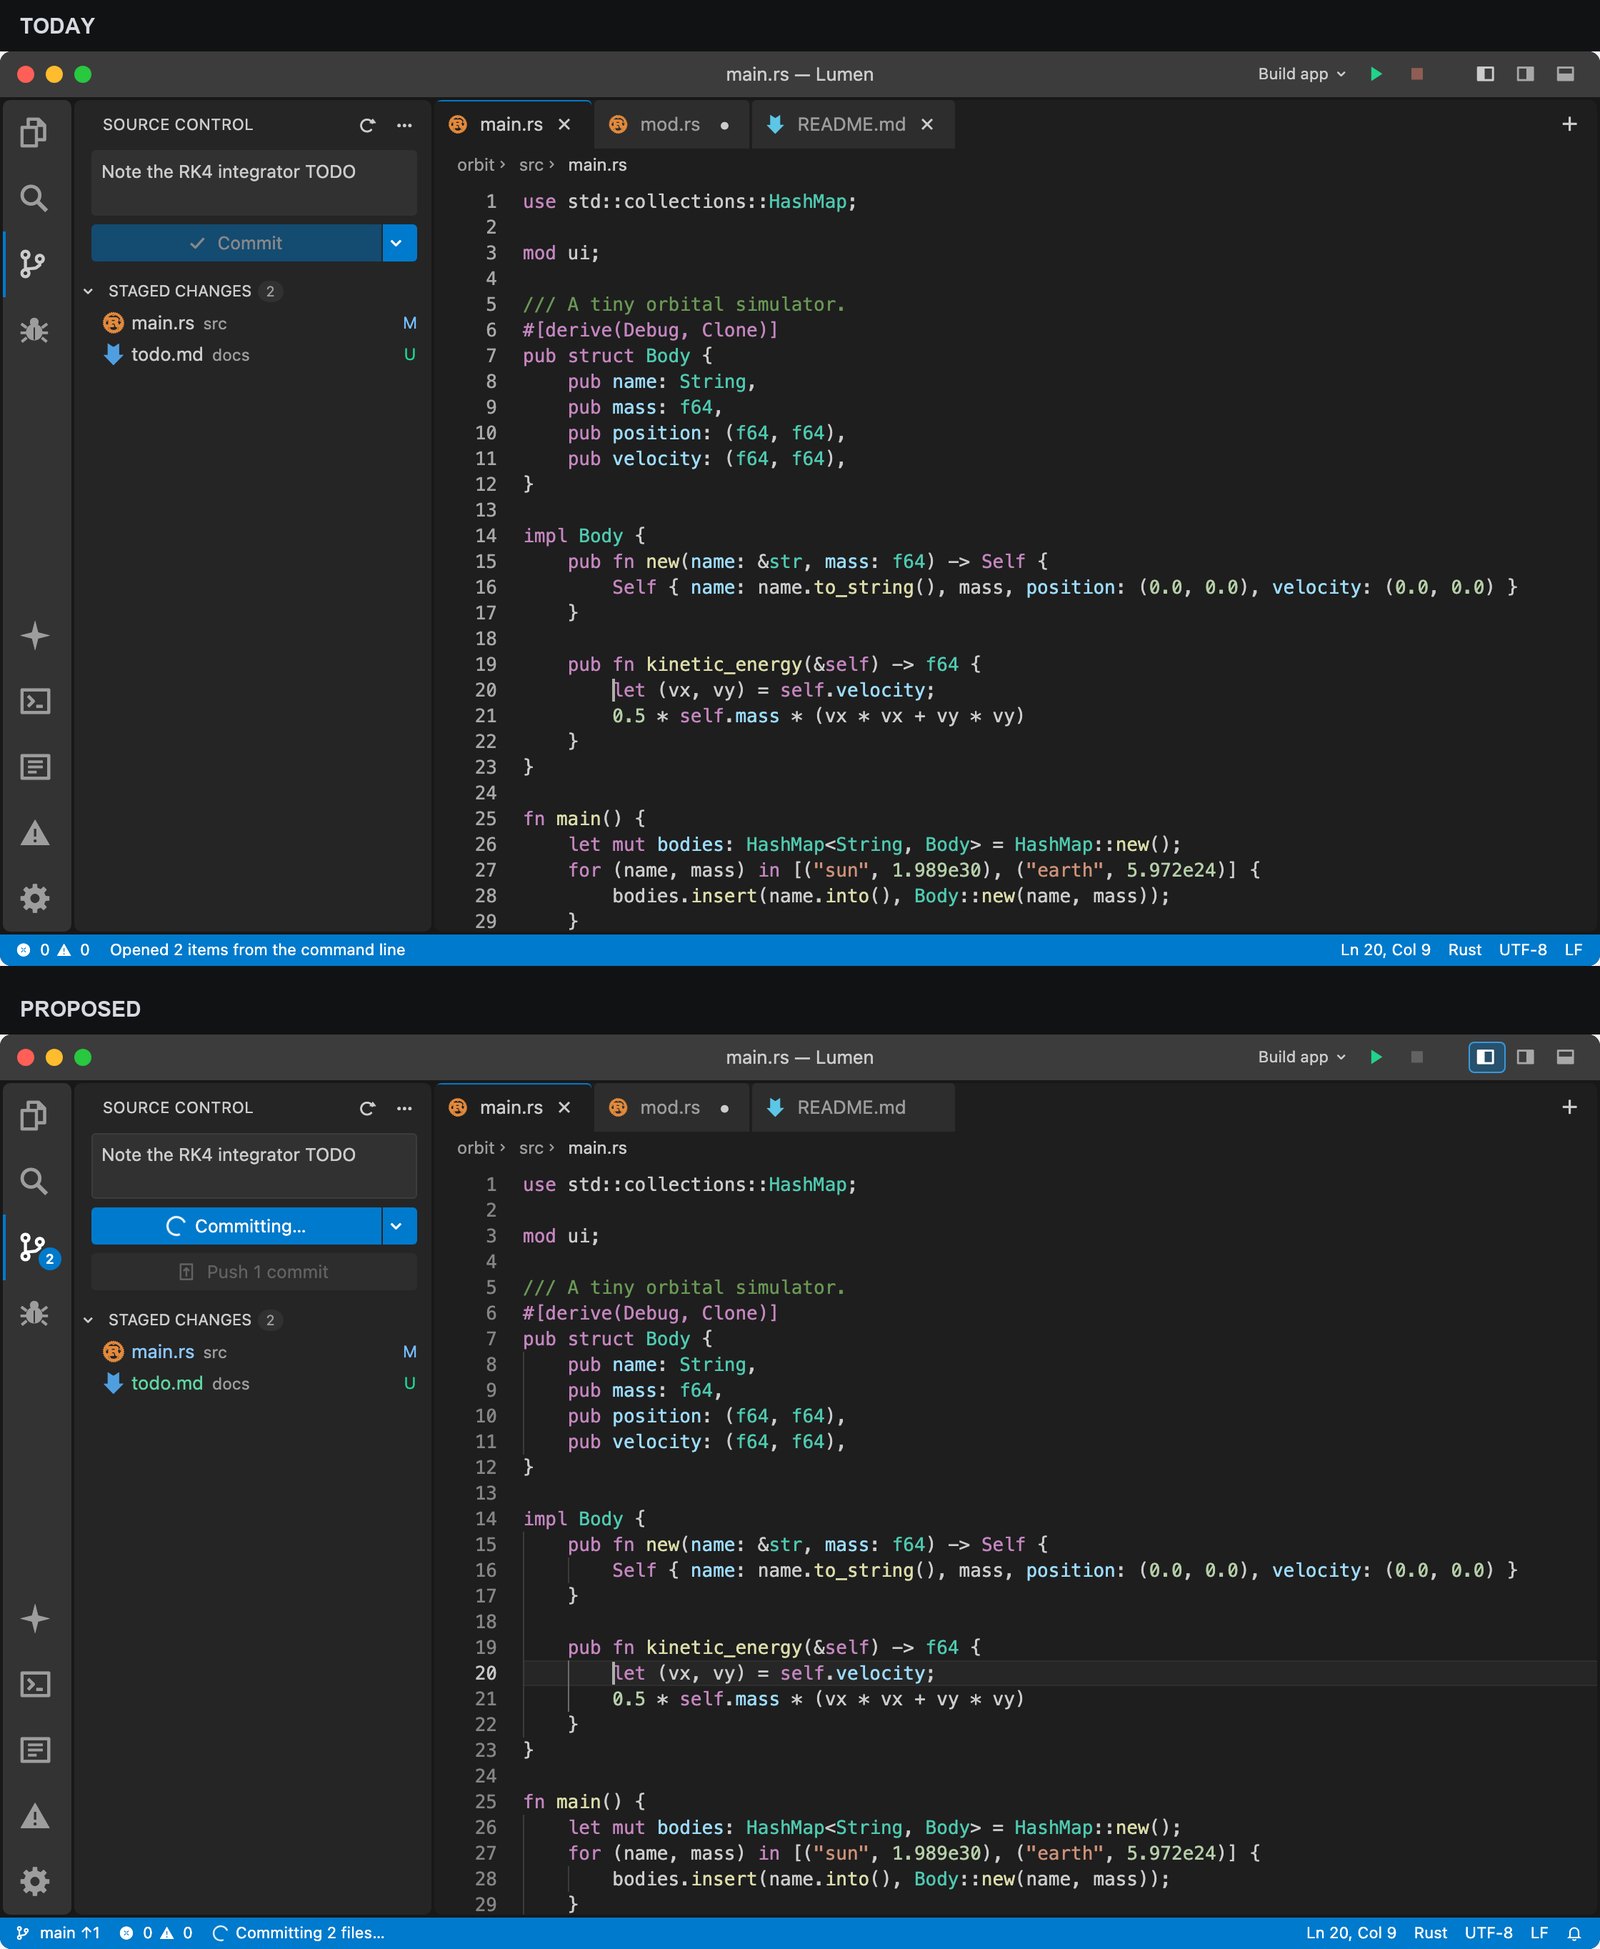 TODAY
main.rs — Lumen
Build app
SOURCE CONTROL
main.rs
mod.rs
README.md
Note the RK4 integrator TODO
orbit › src › main.rs
Commit
STAGED CHANGES 2
main.rs src M
todo.md docs U
1 use std::collections::HashMap;
2
3 mod ui;
4
5 /// A tiny orbital simulator.
6 #[derive(Debug, Clone)]
7 pub struct Body {
8     pub name: String,
9     pub mass: f64,
10     pub position: (f64, f64),
11     pub velocity: (f64, f64),
12 }
13
14 impl Body {
15     pub fn new(name: &str, mass: f64) -> Self {
16         Self { name: name.to_string(), mass, position: (0.0, 0.0), velocity: (0.0, 0.0) }
17     }
18
19     pub fn kinetic_energy(&self) -> f64 {
20         let (vx, vy) = self.velocity;
21         0.5 * self.mass * (vx * vx + vy * vy)
22     }
23 }
24
25 fn main() {
26     let mut bodies: HashMap<String, Body> = HashMap::new();
27     for (name, mass) in [("sun", 1.989e30), ("earth", 5.972e24)] {
28         bodies.insert(name.into(), Body::new(name, mass));
29     }
0 0 Opened 2 items from the command line
Ln 20, Col 9 Rust UTF-8 LF
PROPOSED
main.rs — Lumen
Build app
SOURCE CONTROL
main.rs
mod.rs
README.md
Note the RK4 integrator TODO
orbit › src › main.rs
Committing...
2
Push 1 commit
STAGED CHANGES 2
main.rs src M
todo.md docs U
1 use std::collections::HashMap;
2
3 mod ui;
4
5 /// A tiny orbital simulator.
6 #[derive(Debug, Clone)]
7 pub struct Body {
8     pub name: String,
9     pub mass: f64,
10     pub position: (f64, f64),
11     pub velocity: (f64, f64),
12 }
13
14 impl Body {
15     pub fn new(name: &str, mass: f64) -> Self {
16         Self { name: name.to_string(), mass, position: (0.0, 0.0), velocity: (0.0, 0.0) }
17     }
18
19     pub fn kinetic_energy(&self) -> f64 {
20         let (vx, vy) = self.velocity;
21         0.5 * self.mass * (vx * vx + vy * vy)
22     }
23 }
24
25 fn main() {
26     let mut bodies: HashMap<String, Body> = HashMap::new();
27     for (name, mass) in [("sun", 1.989e30), ("earth", 5.972e24)] {
28         bodies.insert(name.into(), Body::new(name, mass));
29     }
main ↑1 0 0 Committing 2 files...
Ln 20, Col 9 Rust UTF-8 LF